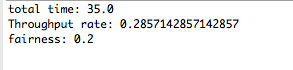 total time: 35.0
Throughput rate: 0.2857142857142857
fairness: 0.2